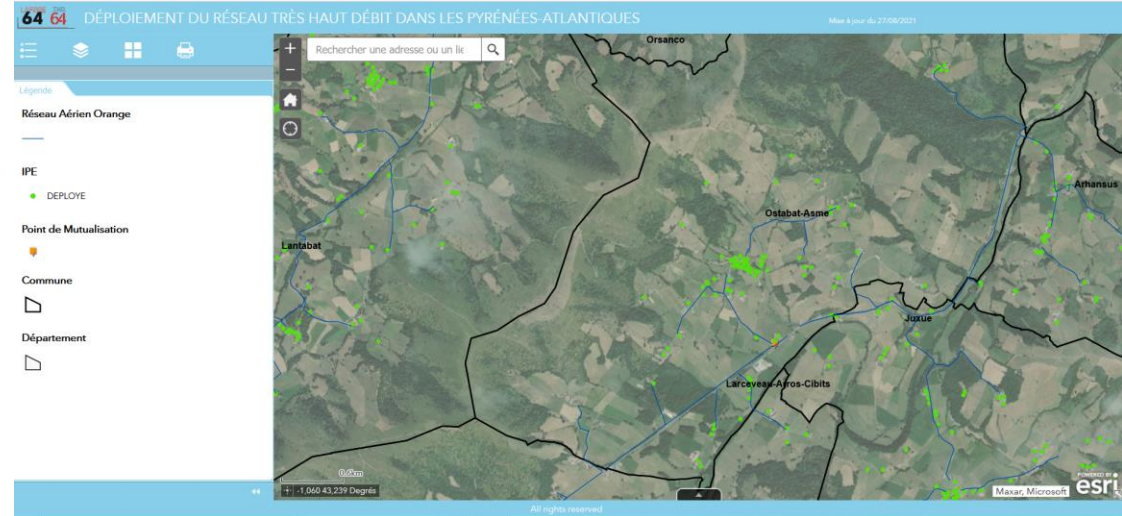 64 64 DÉPLOIEMENT DU RÉSEAU TRÈS HAUT DÉBIT DANS LES PYRÉNÉES-ATLANTIQUES
Mise à jour du 27/08/2021
Légende
Réseau Aérien Orange
IPE
DEPLOYE
Point de Mutualisation
Commune
Département
Rechercher une adresse ou un lie
Orsanco
Arhansus
Ostabat-Asme
Lantabat
Juxue
Larceveau-Arros-Cibits
0.6km
-1,060 43,239 Degrés
Maxar, Microsoft
POWERED BY
esri
All rights reserved